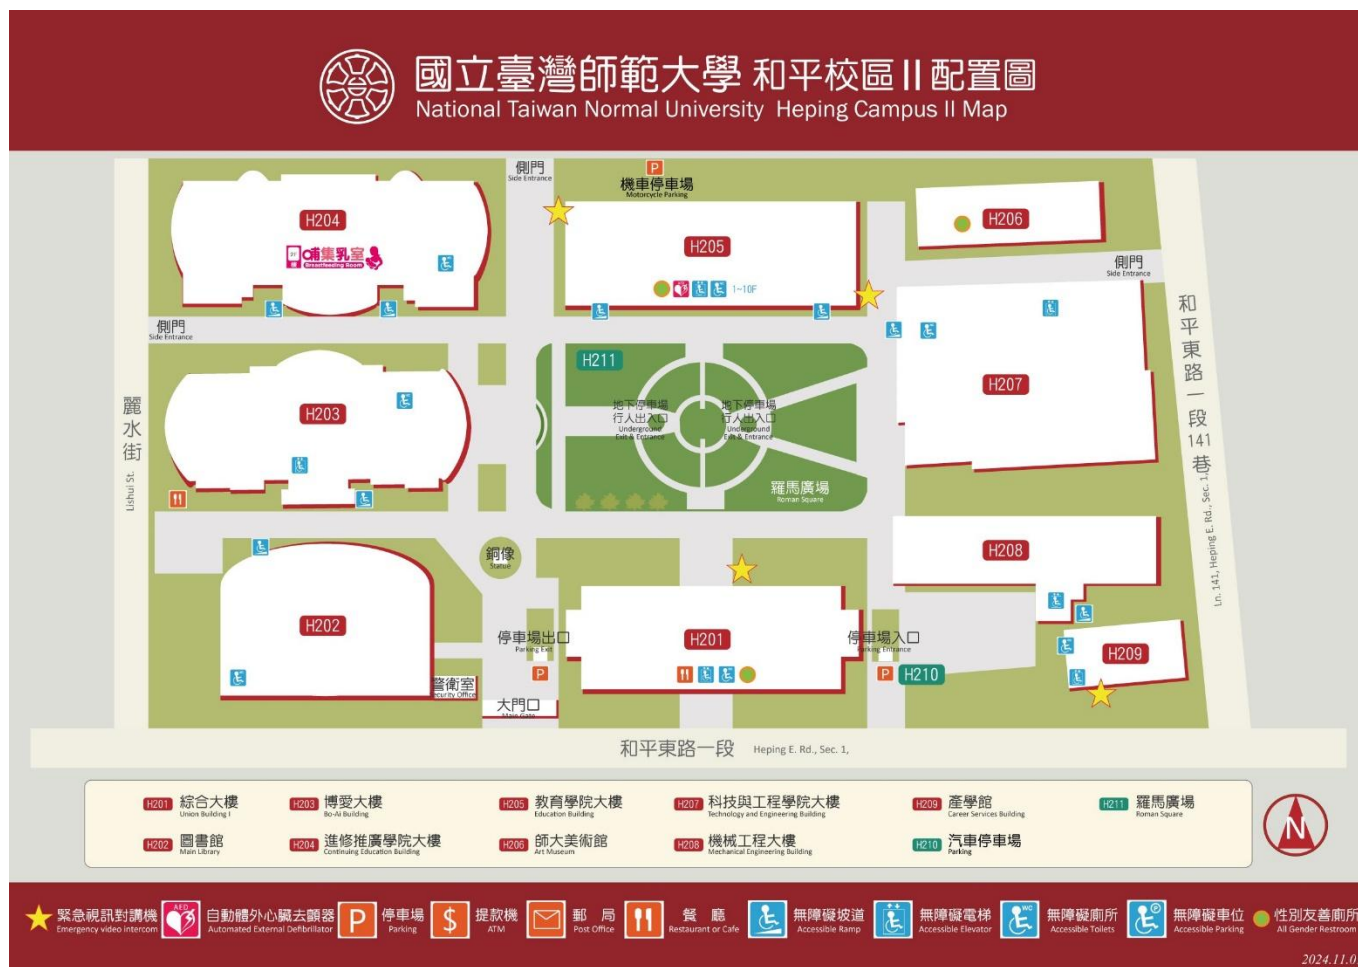 國立臺灣師範大學 和平校區 II 配置圖
National Taiwan Normal University Heping Campus II Map
側門
Side Entrance
P
機車停車場
Motorcycle Parking
H204
哺集乳室
Breastfeeding Room
H205
1~10F
H206
側門
Side Entrance
側門
Side Entrance
H211
H207
和平東路一段141巷
Ln. 141, Heping E. Rd., Sec. 1,
麗水街
Lishui St.
H203
地下停車場
行人出入口
Underground
Exit & Entrance
地下停車場
行人出入口
Underground
Exit & Entrance
羅馬廣場
Roman Square
銅像
Statue
H208
H202
停車場出口
Parking Exit
P
H201
停車場入口
Parking Entrance
P
H210
H209
警衛室
Security Office
大門口
Main Gate
和平東路一段 Heping E. Rd., Sec. 1,
H201 綜合大樓
Union Building I
H203 博愛大樓
Bo-Ai Building
H205 教育學院大樓
Education Building
H207 科技與工程學院大樓
Technology and Engineering Building
H209 產學館
Career Services Building
H211 羅馬廣場
Roman Square
H202 圖書館
Main Library
H204 進修推廣學院大樓
Continuing Education Building
H206 師大美術館
Art Museum
H208 機械工程大樓
Mechanical Engineering Building
H210 汽車停車場
Parking
N
緊急視訊對講機
Emergency video intercom
AED
自動體外心臟去顫器
Automated External Defibrillator
P
停車場
Parking
$
提款機
ATM
郵局
Post Office
餐廳
Restaurant or Cafe
無障礙坡道
Accessible Ramp
無障礙電梯
Accessible Elevator
WC
無障礙廁所
Accessible Toilets
P
無障礙車位
Accessible Parking
性別友善廁所
All Gender Restroom
2024.11.0